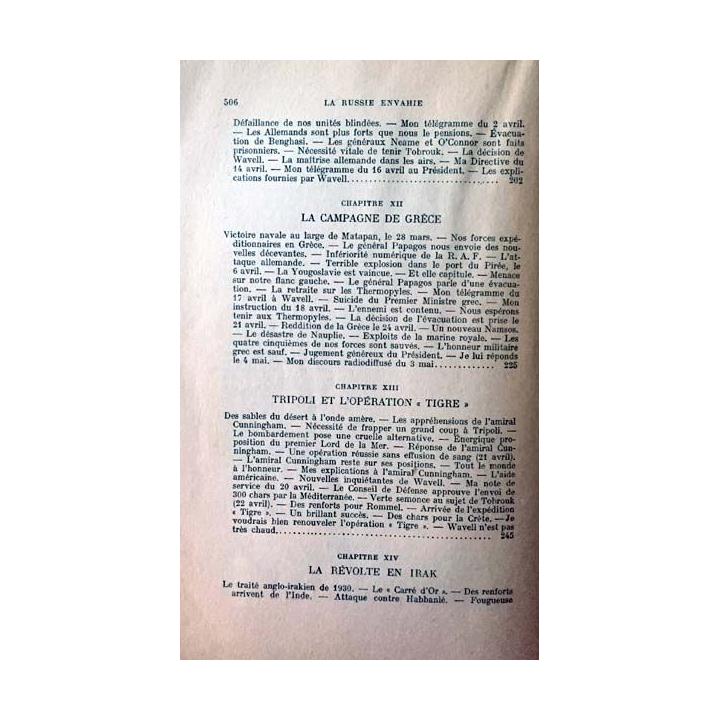 506 LA RUSSIE ENVAHIE
Défaillance de nos unités blindées. — Mon télégramme du 2 avril.
— Les Allemands sont plus forts que nous le pensions. — Évacua-
tion de Benghasi. — Les généraux Neame et O'Connor sont faits
prisonniers. — Nécessité vitale de tenir Tobrouk. — La décision de
Wavell. — La maîtrise allemande dans les airs. — Ma Directive du
14 avril. — Mon télégramme du 16 avril au Président. — Les expli-
cations fournies par Wavell. 202
CHAPITRE XII
LA CAMPAGNE DE GRÈCE
Victoire navale au large de Matapan, le 28 mars. — Nos forces expé-
ditionnaires en Grèce. — Le général Papagos nous envoie des nou-
velles décevantes. — Infériorité numérique de la R. A. F. — L'at-
taque allemande. — Terrible explosion dans le port du Pirée, le
6 avril. — La Yougoslavie est vaincue. — Et elle capitule. — Menace
sur notre flanc gauche. — Le général Papagos parle d'une évacua-
tion. — La retraite sur les Thermopyles. — Mon télégramme du
17 avril à Wavell. — Suicide du Premier Ministre grec. — Mon
instruction du 18 avril. — L'ennemi est contenu. — Nous espérons
tenir aux Thermopyles. — La décision de l'évacuation est prise le
21 avril. — Reddition de la Grèce le 24 avril. — Un nouveau Namsos.
— Le désastre de Nauplie. — Exploits de la marine royale. — Les
quatre cinquièmes de nos forces sont sauvés. — L'honneur militaire
grec est sauf. — Jugement généreux du Président. — Je lui réponds
le 4 mai. — Mon discours radiodiffusé du 3 mai. 225
CHAPITRE XIII
TRIPOLI ET L'OPÉRATION « TIGRE »
Des sables du désert à l'onde amère. — Les appréhensions de l'amiral
Cunningham. — Nécessité de frapper un grand coup à Tripoli. —
Le bombardement pose une cruelle alternative. — Énergique pro-
position du premier Lord de la Mer. — Réponse de l'amiral Cun-
ningham. — Une opération réussie sans effusion de sang (21 avril).
— L'amiral Cunningham reste sur ses positions. — Tout le monde
à l'honneur. — Mes explications à l'amiral Cunningham. — L'aide
américaine. — Nouvelles inquiétantes de Wavell. — Ma note de
service du 20 avril. — Le Conseil de Défense approuve l'envoi de
300 chars par la Méditerranée. — Verte semonce au sujet de Tobrouk
(22 avril). — Des renforts pour Rommel. — Arrivée de l'expédition
« Tigre ». — Un brillant succès. — Des chars pour la Crète. — Je
voudrais bien renouveler l'opération « Tigre ». — Wavell n'est pas
très chaud. 245
CHAPITRE XIV
LA RÉVOLTE EN IRAK
Le traité anglo-irakien de 1930. — Le « Carré d'Or ». — Des renforts
arrivent de l'Inde. — Attaque contre Habbanié. — Fougueuse